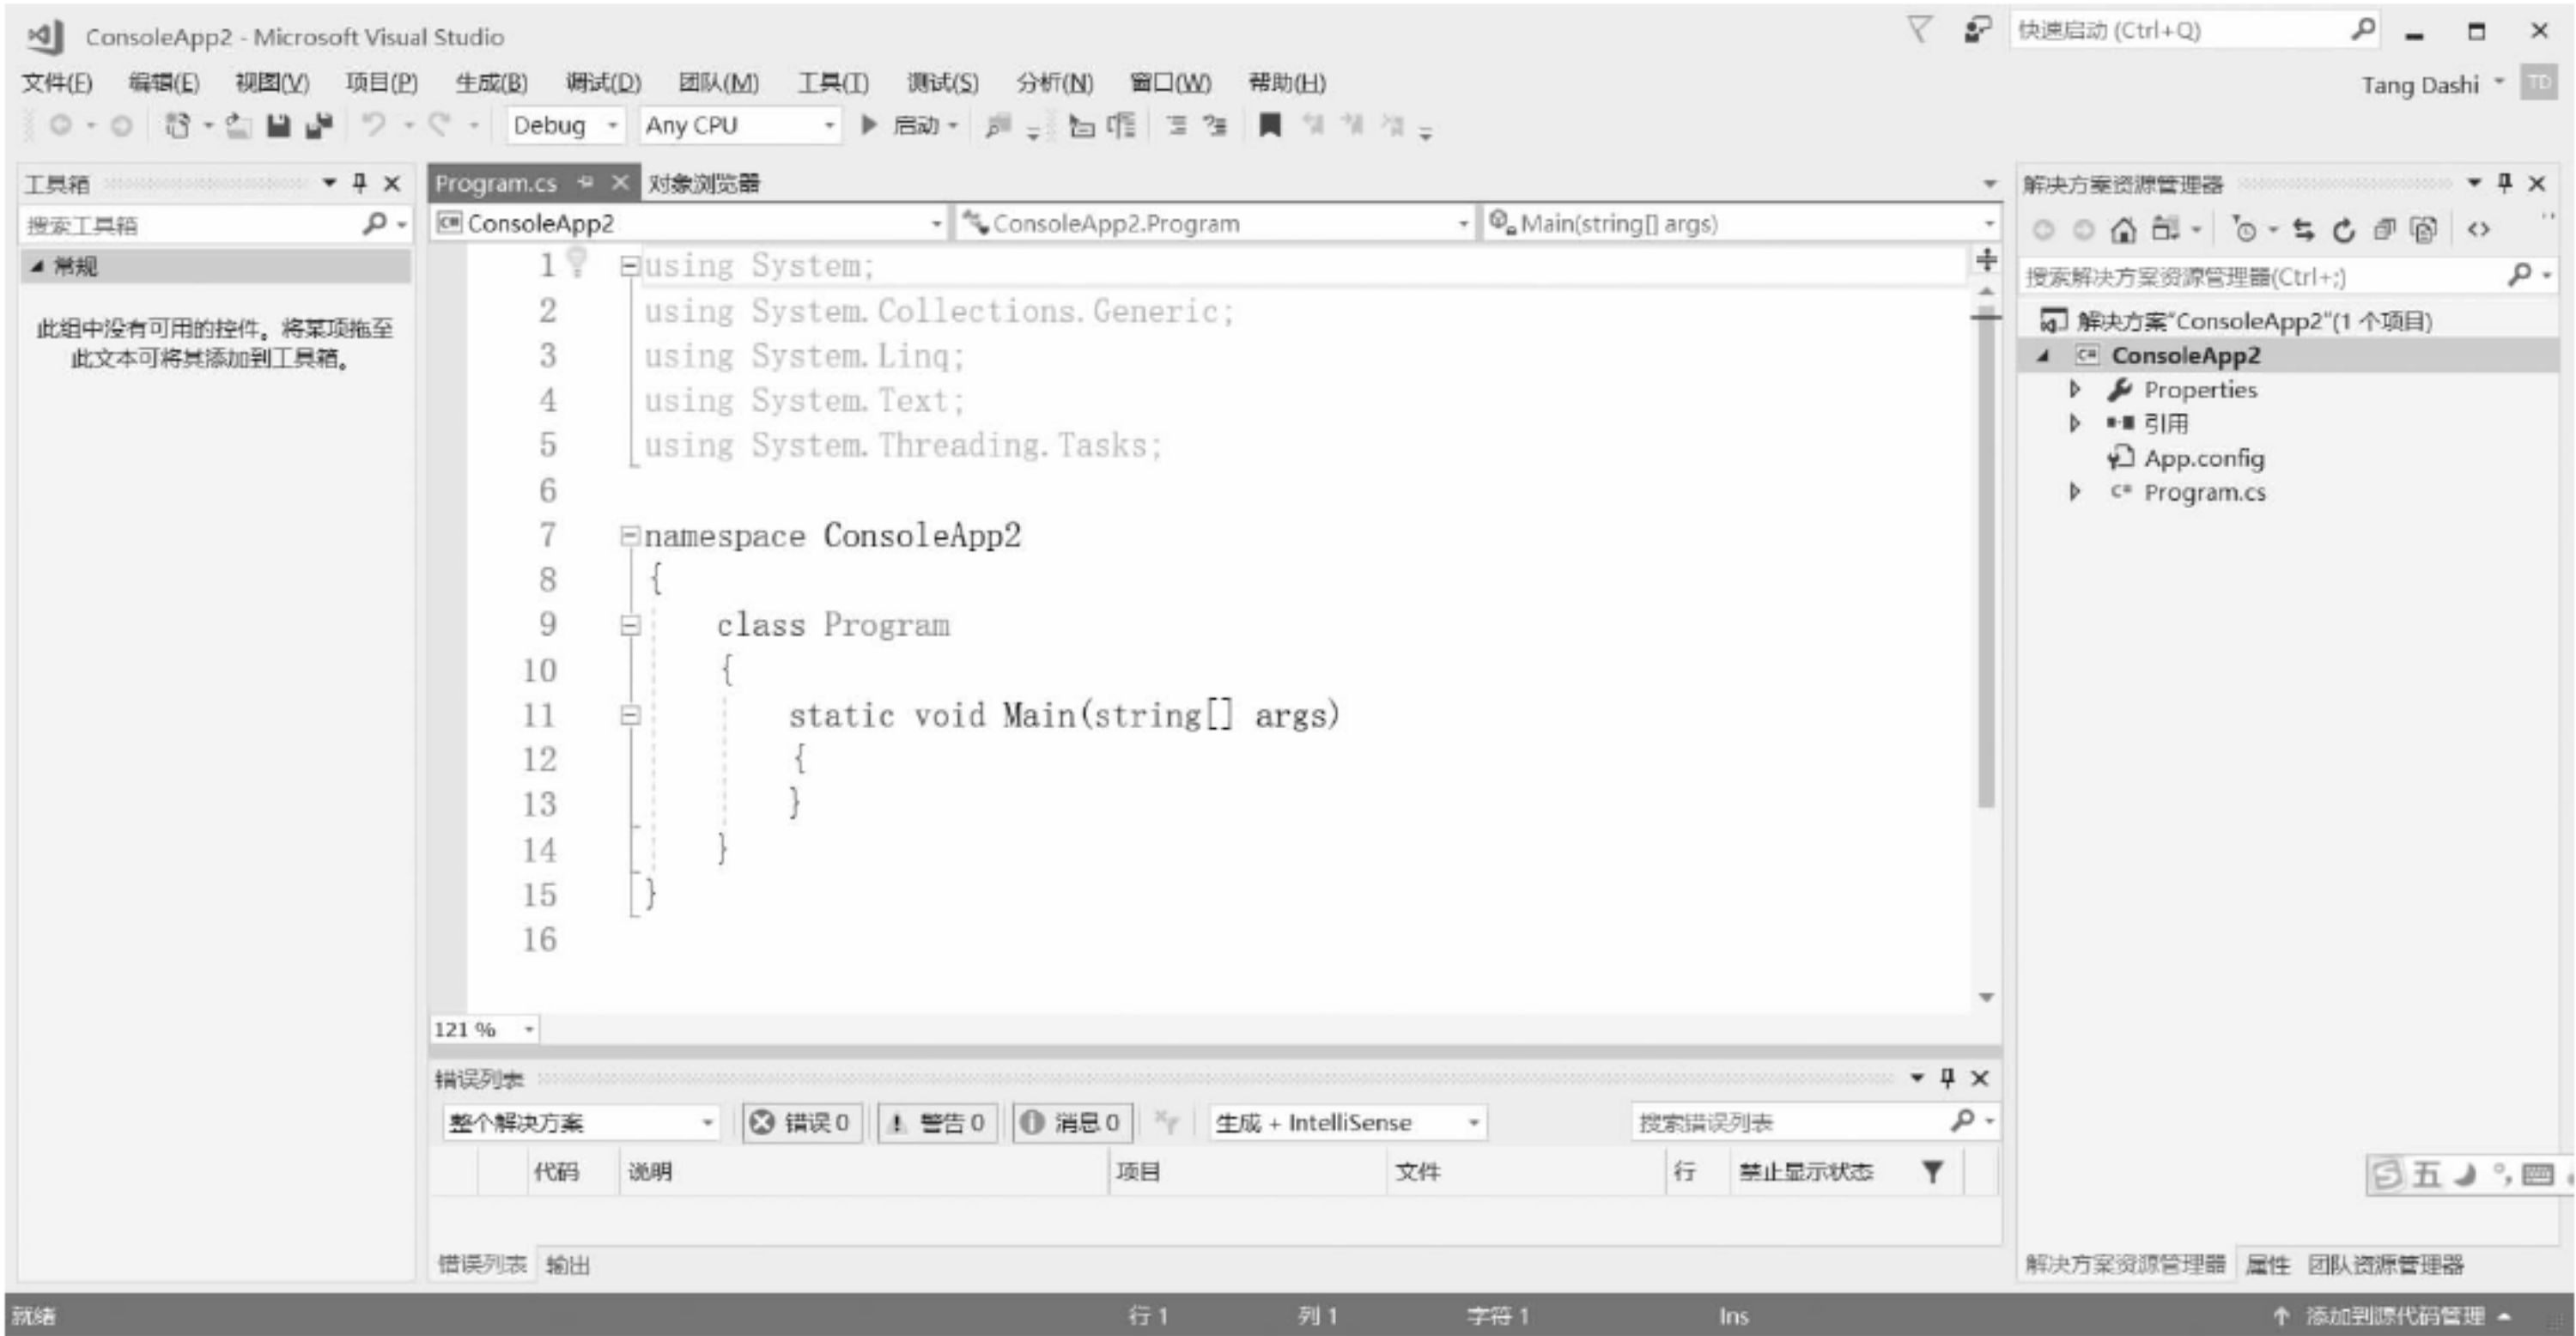 ConsoleApp2 - Microsoft Visual Studio
快速启动 (Ctrl+Q)
文件(F) 编辑(E) 视图(V) 项目(P) 生成(B) 调试(D) 团队(M) 工具(T) 测试(S) 分析(N) 窗口(W) 帮助(H)
Tang Dashi TD
Debug Any CPU 启动
工具箱
搜索工具箱
常规
此组中没有可用的控件。将某项拖至
此文本可将其添加到工具箱。
Program.cs 对象浏览器
ConsoleApp2 ConsoleApp2.Program Main(string[] args)
1 using System;
2 using System.Collections.Generic;
3 using System.Linq;
4 using System.Text;
5 using System.Threading.Tasks;
6
7 namespace ConsoleApp2
8 {
9 class Program
10 {
11 static void Main(string[] args)
12 {
13 }
14 }
15 }
16
121 %
错误列表
整个解决方案 错误 0 警告 0 消息 0 生成 + IntelliSense 搜索错误列表
代码 说明 项目 文件 行 禁止显示状态
错误列表 输出
解决方案资源管理器
搜索解决方案资源管理器(Ctrl+;)
解决方案"ConsoleApp2"(1 个项目)
C# ConsoleApp2
Properties
引用
App.config
C# Program.cs
五
解决方案资源管理器 属性 团队资源管理器
就绪 行 1 列 1 字符 1 Ins 添加到源代码管理